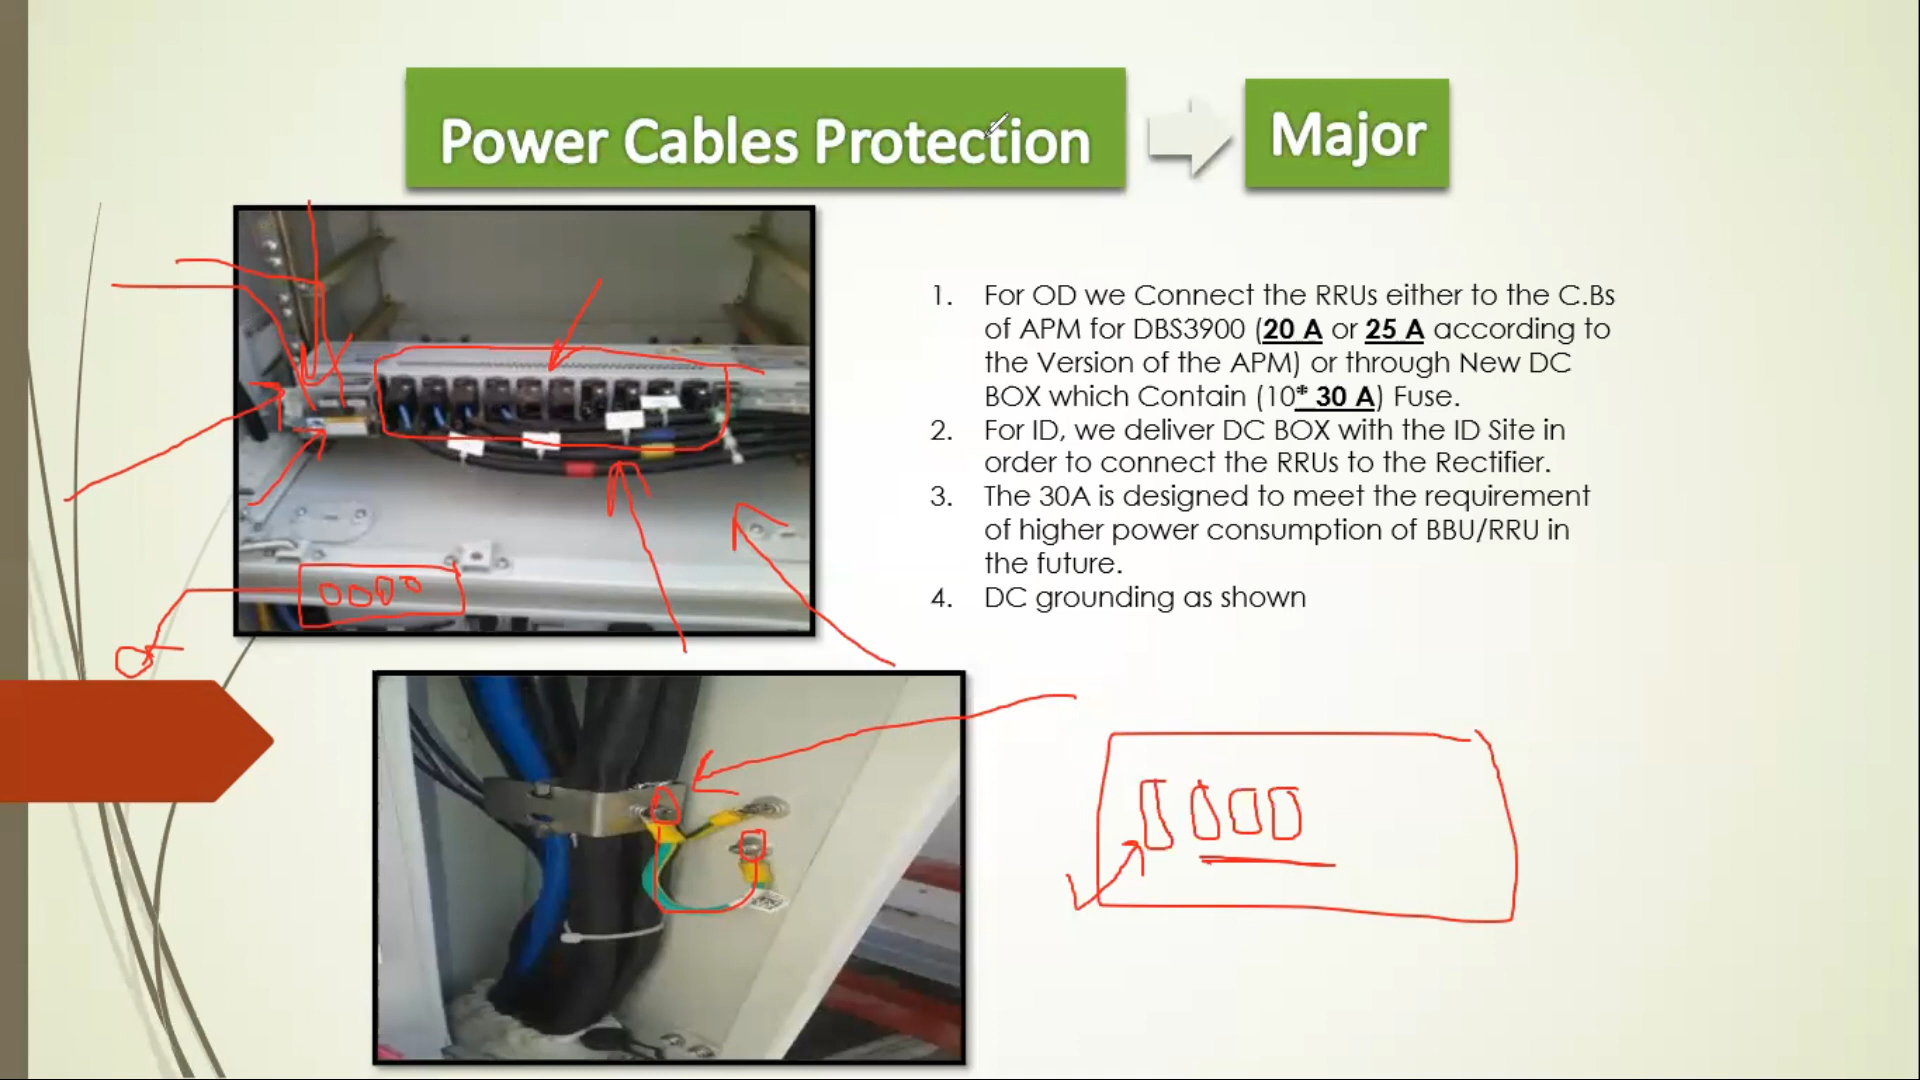 Power Cables Protection
Major
1. For OD we Connect the RRUs either to the C.Bs
of APM for DBS3900 (20 A or 25 A according to
the Version of the APM) or through New DC
BOX which Contain (10* 30 A) Fuse.
2. For ID, we deliver DC BOX with the ID Site in
order to connect the RRUs to the Rectifier.
3. The 30A is designed to meet the requirement
of higher power consumption of BBU/RRU in
the future.
4. DC grounding as shown